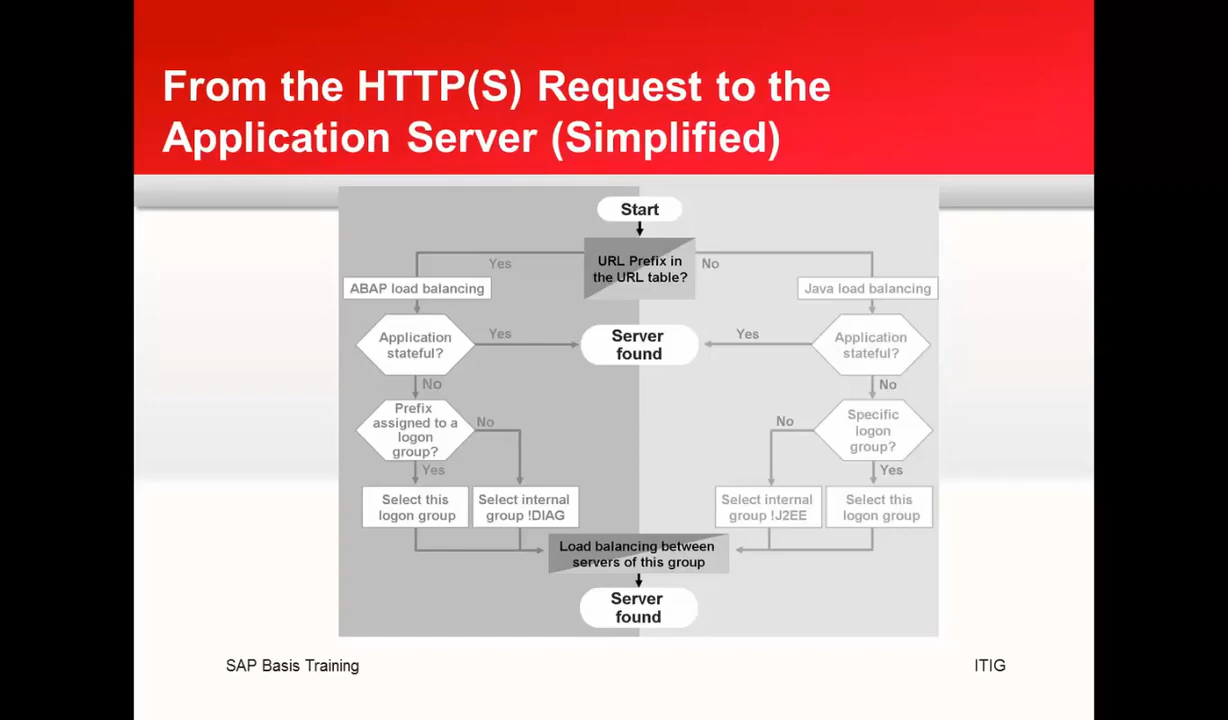 From the HTTP(S) Request to the
Application Server (Simplified)
Start
URL Prefix in
the URL table?
Yes
No
ABAP load balancing
Java load balancing
Application
stateful?
Yes
Server
found
Yes
Application
stateful?
No
No
Prefix
assigned to a
logon
group?
No
No
Specific
logon
group?
Yes
Yes
Select this
logon group
Select internal
group !DIAG
Select internal
group !J2EE
Select this
logon group
Load balancing between
servers of this group
Server
found
SAP Basis Training
ITIG